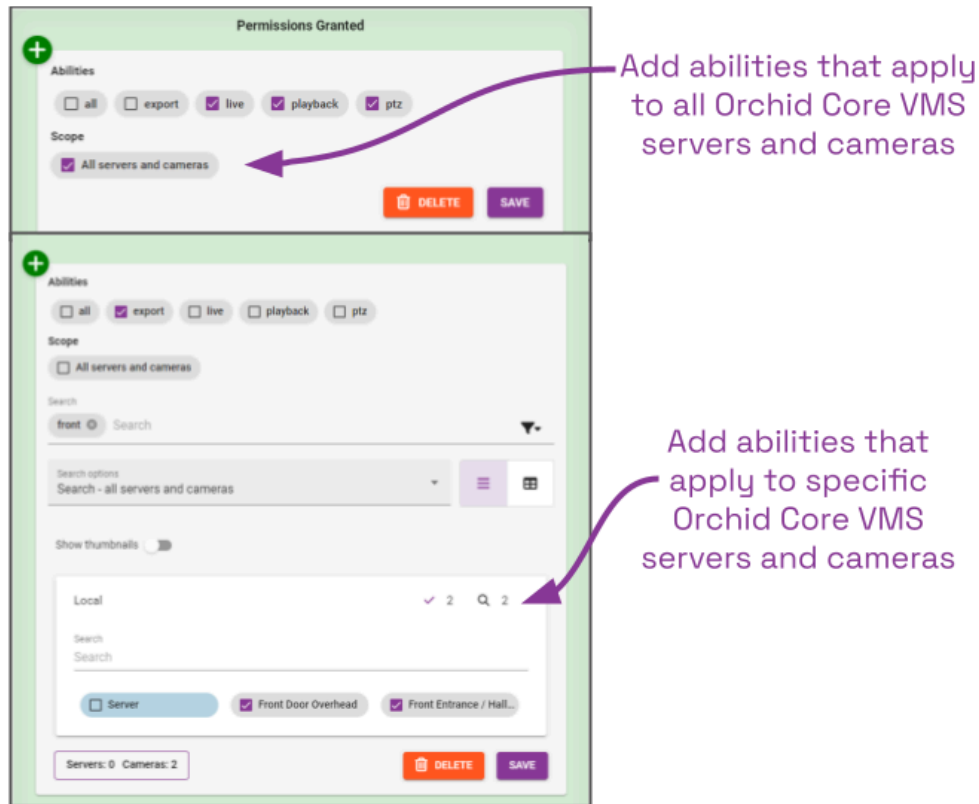 Permissions Granted
Abilities
all export live playback ptz
Scope
All servers and cameras
DELETE SAVE
Add abilities that apply
to all Orchid Core VMS
servers and cameras
Abilities
all export live playback ptz
Scope
All servers and cameras
Search
front Search
Search options
Search - all servers and cameras
Show thumbnails
Local 2 2
Search
Search
Server Front Door Overhead Front Entrance / Hall...
Servers: 0 Cameras: 2 DELETE SAVE
Add abilities that
apply to specific
Orchid Core VMS
servers and cameras